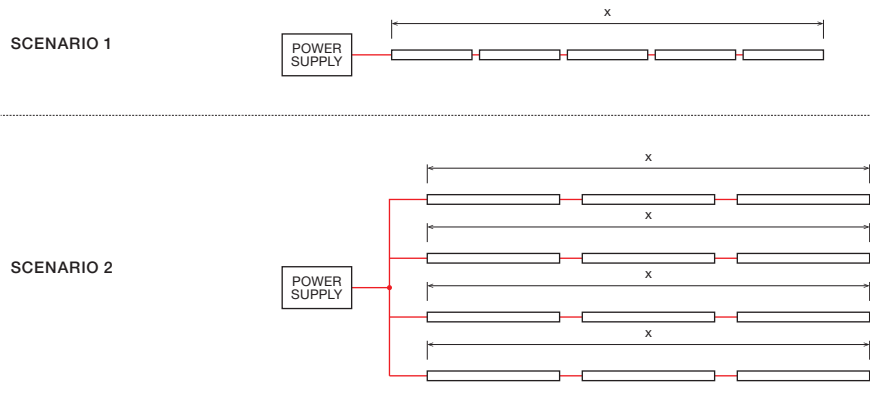 x
SCENARIO 1
POWER
SUPPLY
x
x
SCENARIO 2
x
POWER
SUPPLY
x